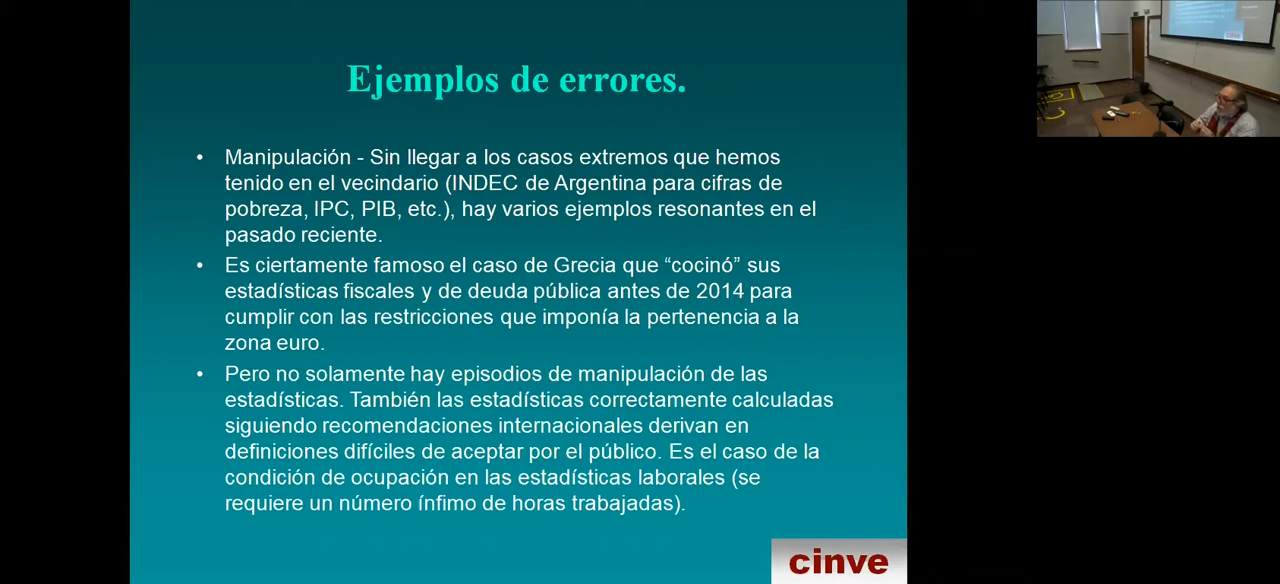 Ejemplos de errores.
• Manipulación - Sin llegar a los casos extremos que hemos
tenido en el vecindario (INDEC de Argentina para cifras de
pobreza, IPC, PIB, etc.), hay varios ejemplos resonantes en el
pasado reciente.
• Es ciertamente famoso el caso de Grecia que “cocinó” sus
estadísticas fiscales y de deuda pública antes de 2014 para
cumplir con las restricciones que imponía la pertenencia a la
zona euro.
• Pero no solamente hay episodios de manipulación de las
estadísticas. También las estadísticas correctamente calculadas
siguiendo recomendaciones internacionales derivan en
definiciones difíciles de aceptar por el público. Es el caso de la
condición de ocupación en las estadísticas laborales (se
requiere un número ínfimo de horas trabajadas).
cinve